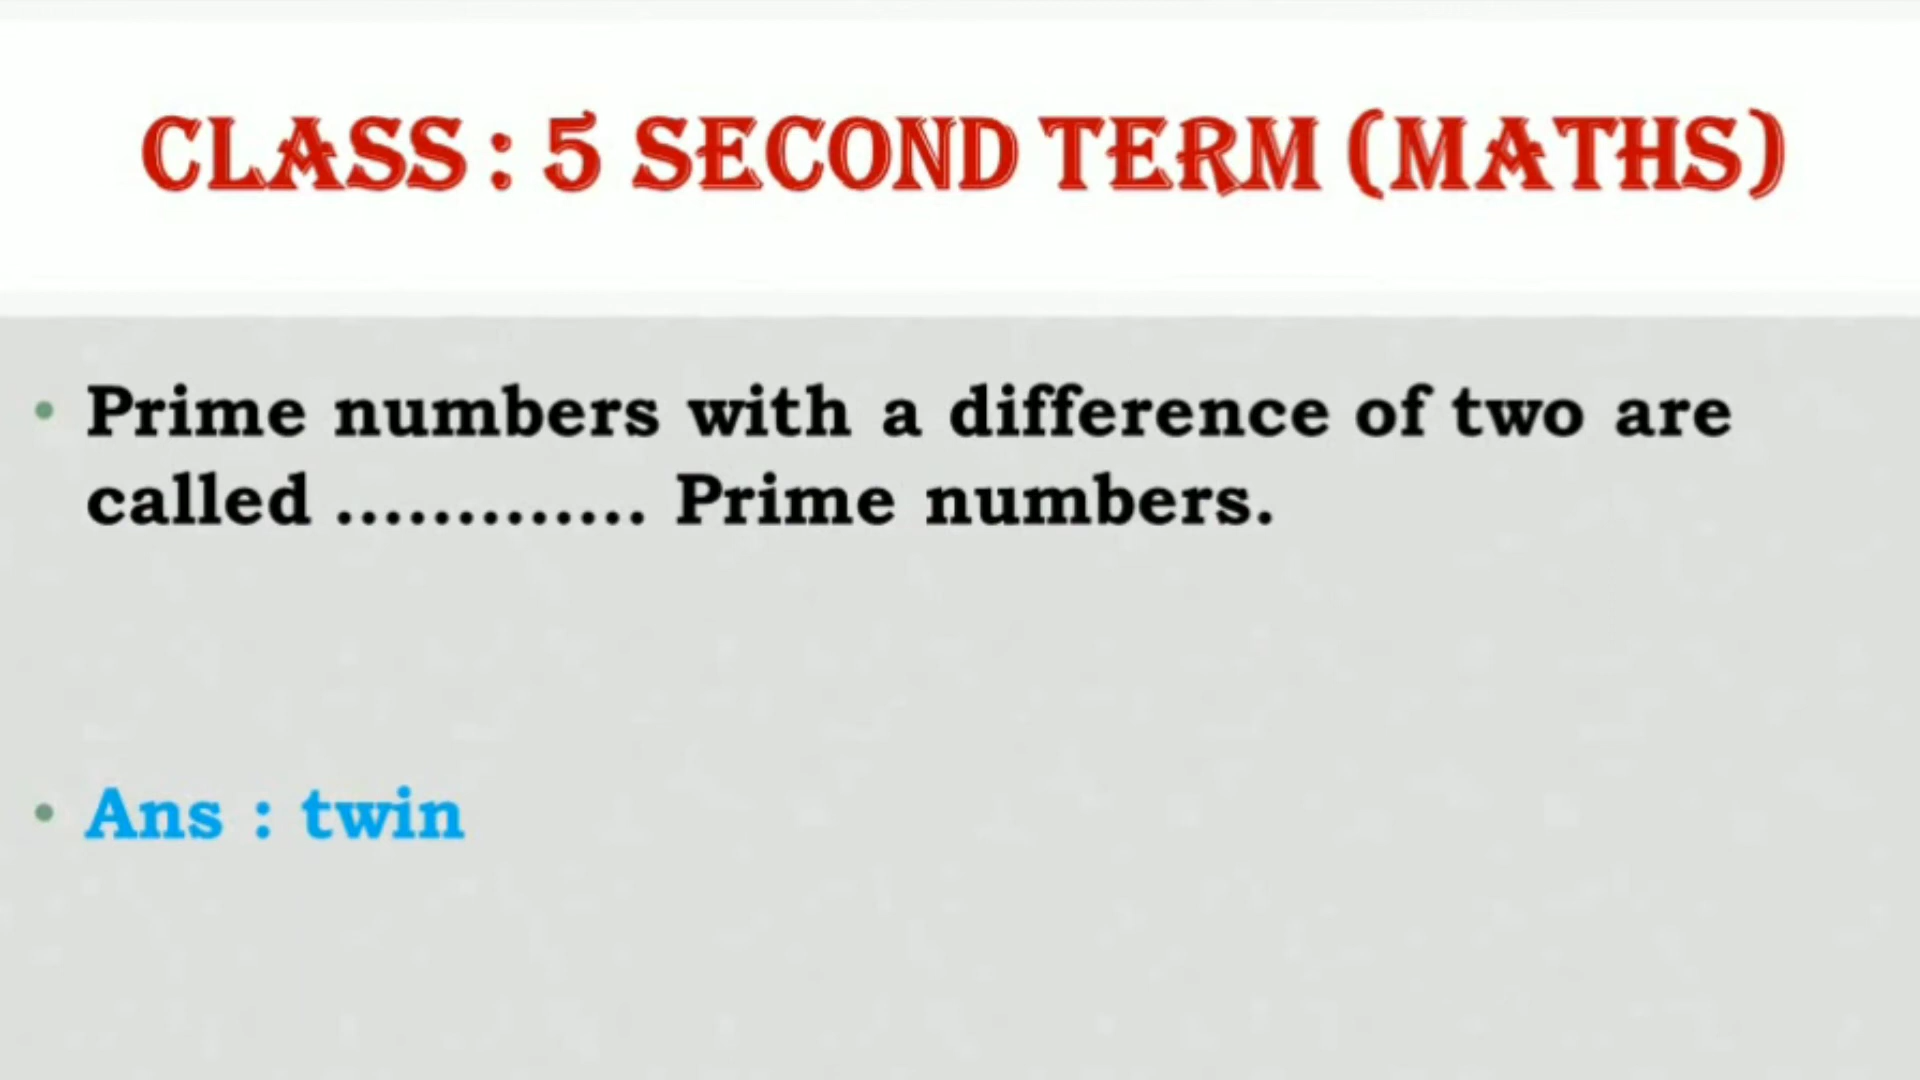 CLASS : 5 SECOND TERM (MATHS)
• Prime numbers with a difference of two are
called ............. Prime numbers.
• Ans : twin